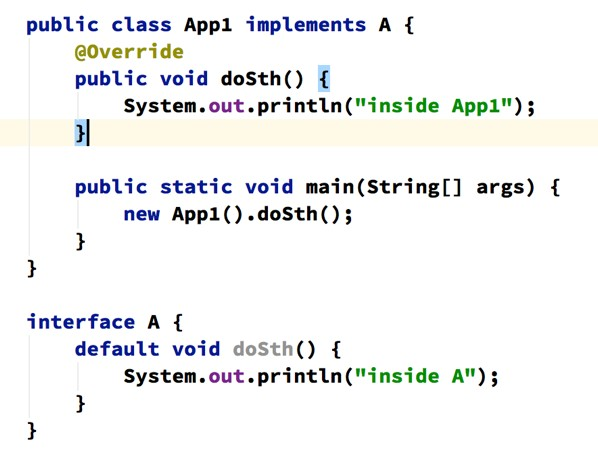 public class App1 implements A {
    @Override
    public void doSth() {
        System.out.println("inside App1");
    }

    public static void main(String[] args) {
        new App1().doSth();
    }
}

interface A {
    default void doSth() {
        System.out.println("inside A");
    }
}